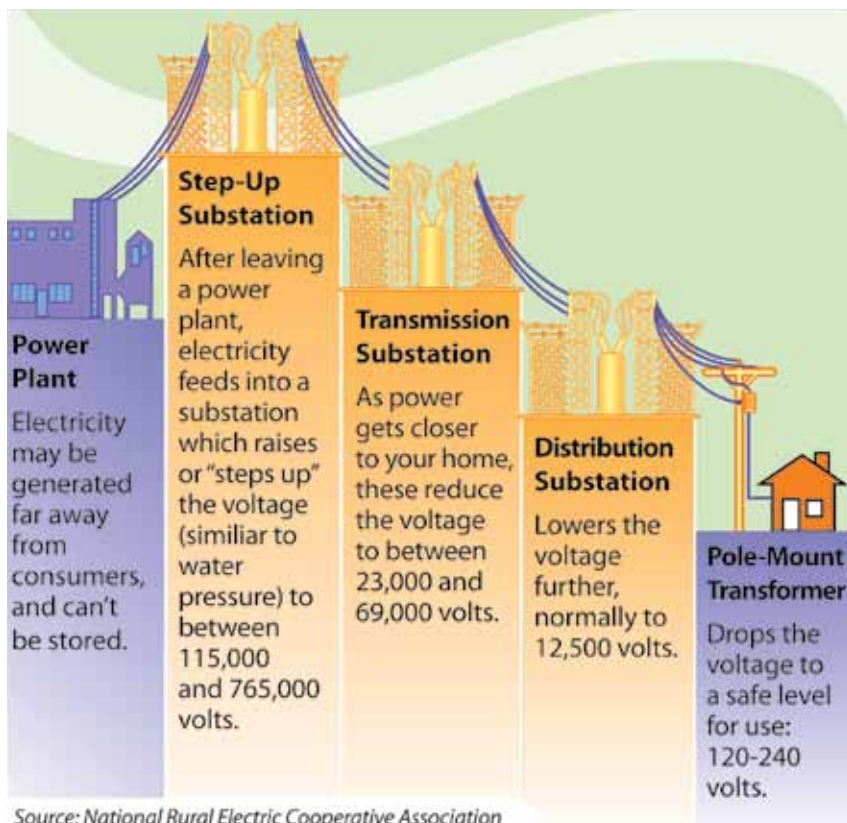 Power
Plant
Electricity
may be
generated
far away
from
consumers,
and can't
be stored.
Step-Up
Substation
After leaving
a power
plant,
electricity
feeds into a
substation
which raises
or "steps up"
the voltage
(similiar to
water
pressure) to
between
115,000
and 765,000
volts.
Transmission
Substation
As power
gets closer
to your home,
these reduce
the voltage
to between
23,000 and
69,000 volts.
Distribution
Substation
Lowers the
voltage
further,
normally to
12,500 volts.
Pole-Mount
Transformer
Drops the
voltage to
a safe level
for use:
120-240
volts.
Source: National Rural Electric Cooperative Association